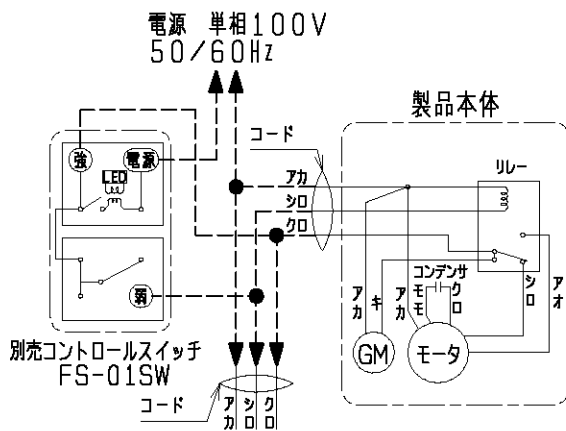 電源 単相100V
50/60Hz
製品本体
コード
強
電源
LED
アカ
シロ
クロ
リレー
弱
コンデンサ
アカ
キ
アカ
モモ
クロ
シロ
アオ
GM
モータ
別売コントロールスイッチ
FS-01SW
コード
アカ
シロ
クロ